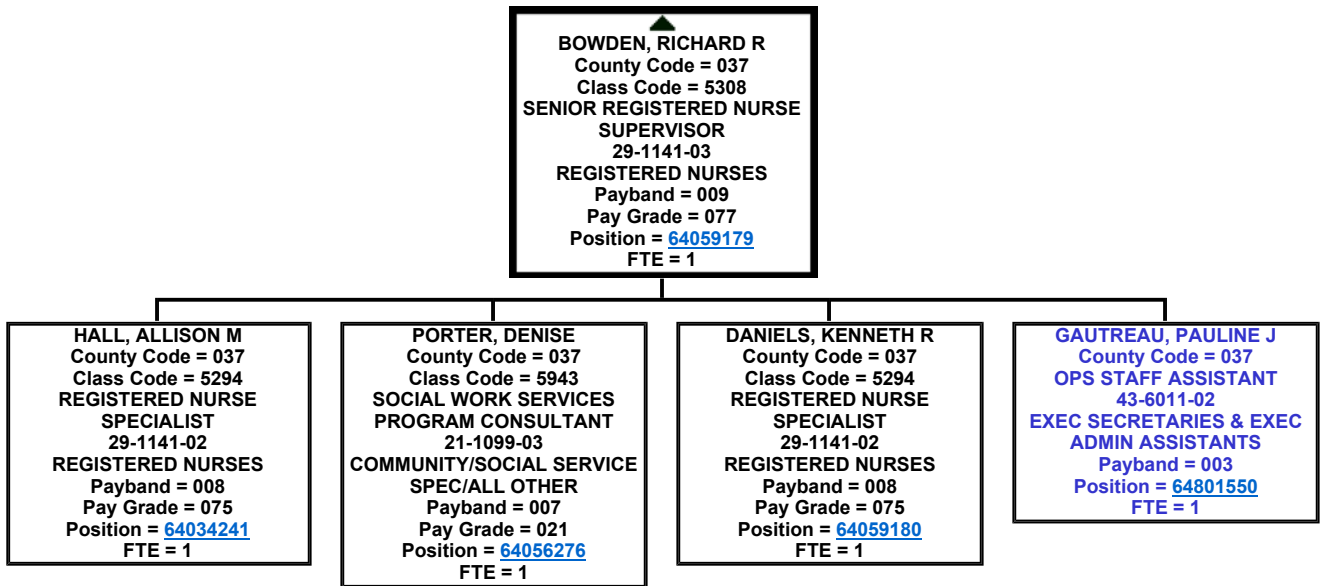 BOWDEN, RICHARD R
County Code = 037
Class Code = 5308
SENIOR REGISTERED NURSE
SUPERVISOR
29-1141-03
REGISTERED NURSES
Payband = 009
Pay Grade = 077
Position = 64059179
FTE = 1
HALL, ALLISON M
County Code = 037
Class Code = 5294
REGISTERED NURSE
SPECIALIST
29-1141-02
REGISTERED NURSES
Payband = 008
Pay Grade = 075
Position = 64034241
FTE = 1
PORTER, DENISE
County Code = 037
Class Code = 5943
SOCIAL WORK SERVICES
PROGRAM CONSULTANT
21-1099-03
COMMUNITY/SOCIAL SERVICE
SPEC/ALL OTHER
Payband = 007
Pay Grade = 021
Position = 64056276
FTE = 1
DANIELS, KENNETH R
County Code = 037
Class Code = 5294
REGISTERED NURSE
SPECIALIST
29-1141-02
REGISTERED NURSES
Payband = 008
Pay Grade = 075
Position = 64059180
FTE = 1
GAUTREAU, PAULINE J
County Code = 037
OPS STAFF ASSISTANT
43-6011-02
EXEC SECRETARIES & EXEC
ADMIN ASSISTANTS
Payband = 003
Position = 64801550
FTE = 1